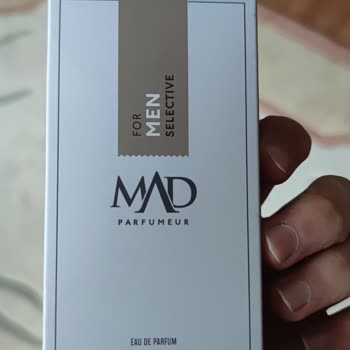 FOR
MEN
SELECTIVE
MAD
PARFUMEUR
EAU DE PARFUM